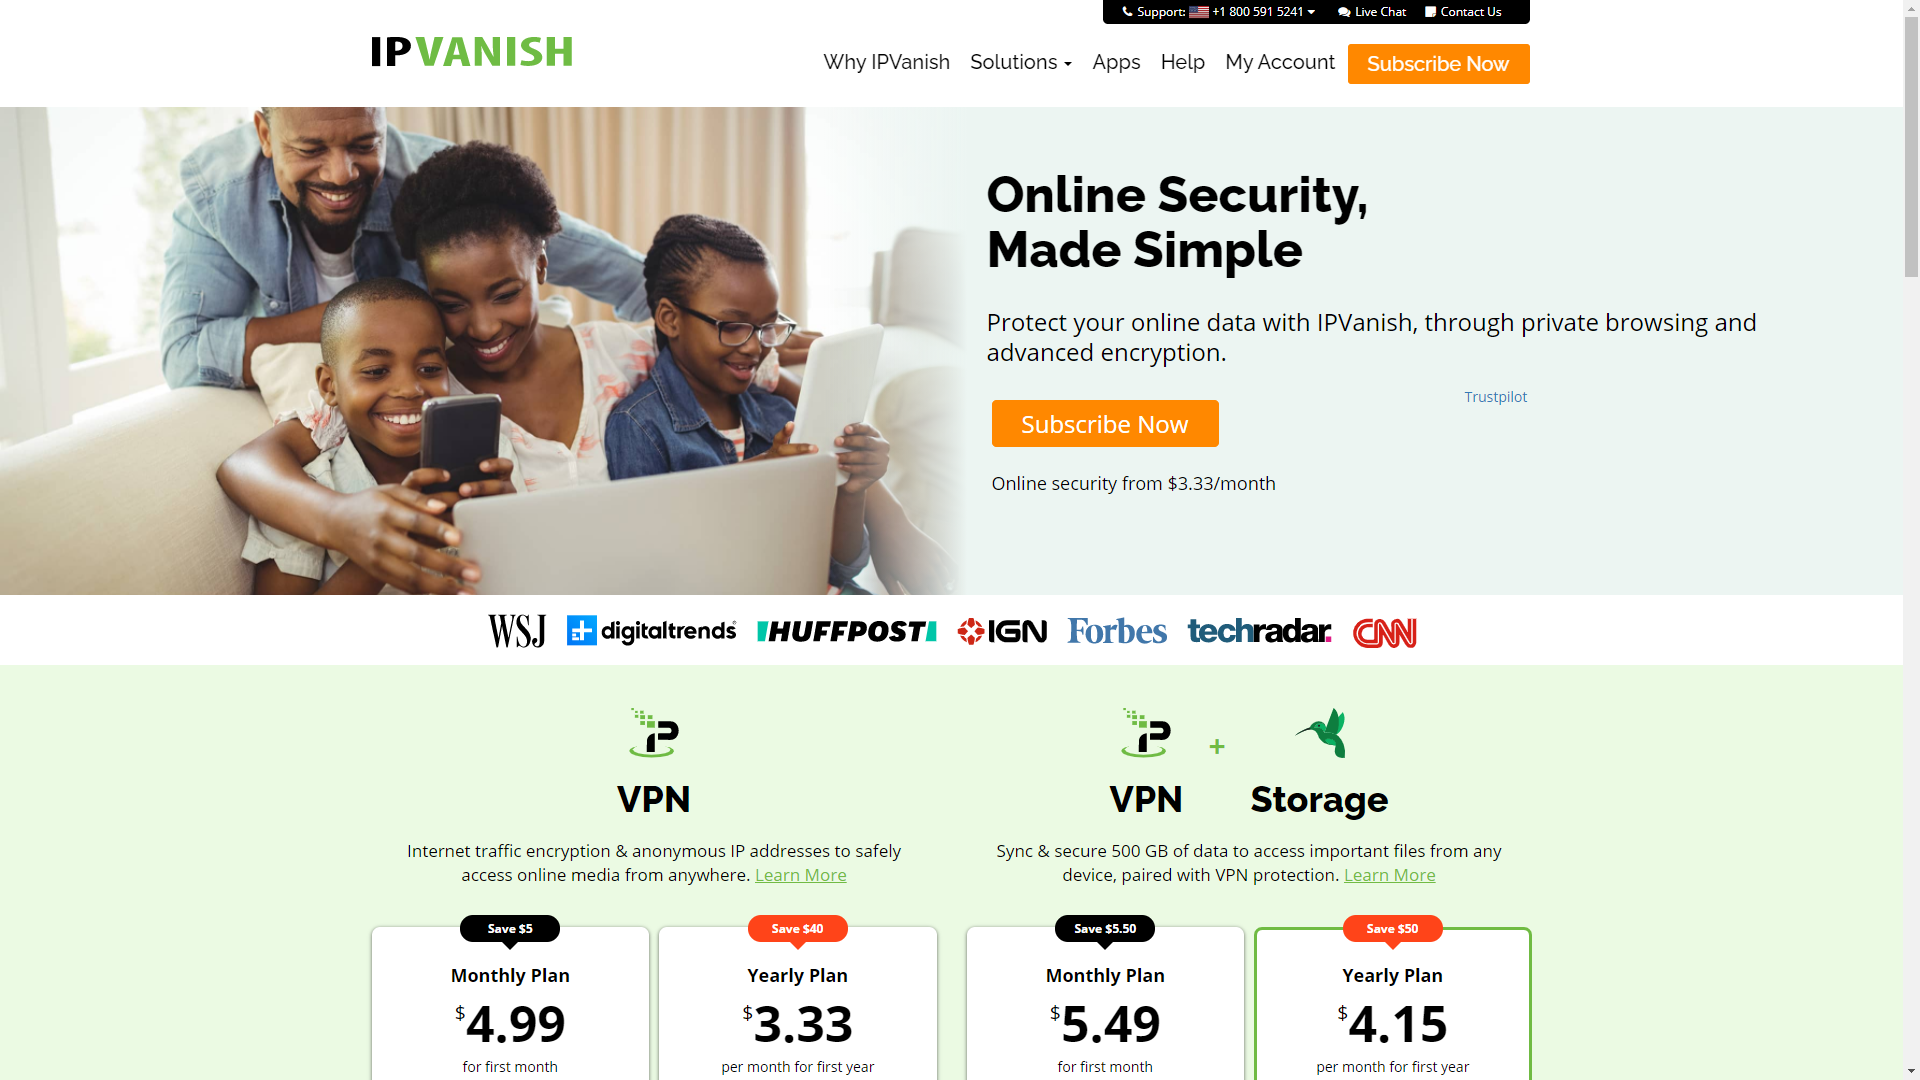 Support: +1 800 591 5241
Live Chat
Contact Us
IPVANISH
Why IPVanish
Solutions
Apps
Help
My Account
Subscribe Now
Online Security,
Made Simple
Protect your online data with IPVanish, through private browsing and
advanced encryption.
Trustpilot
Subscribe Now
Online security from $3.33/month
WSJ
digitaltrends
HUFFPOST
IGN
Forbes
techradar.
CNN
VPN
Internet traffic encryption & anonymous IP addresses to safely
access online media from anywhere. Learn More
VPN + Storage
Sync & secure 500 GB of data to access important files from any
device, paired with VPN protection. Learn More
Save $5
Monthly Plan
$4.99
for first month
Save $40
Yearly Plan
$3.33
per month for first year
Save $5.50
Monthly Plan
$5.49
for first month
Save $50
Yearly Plan
$4.15
per month for first year